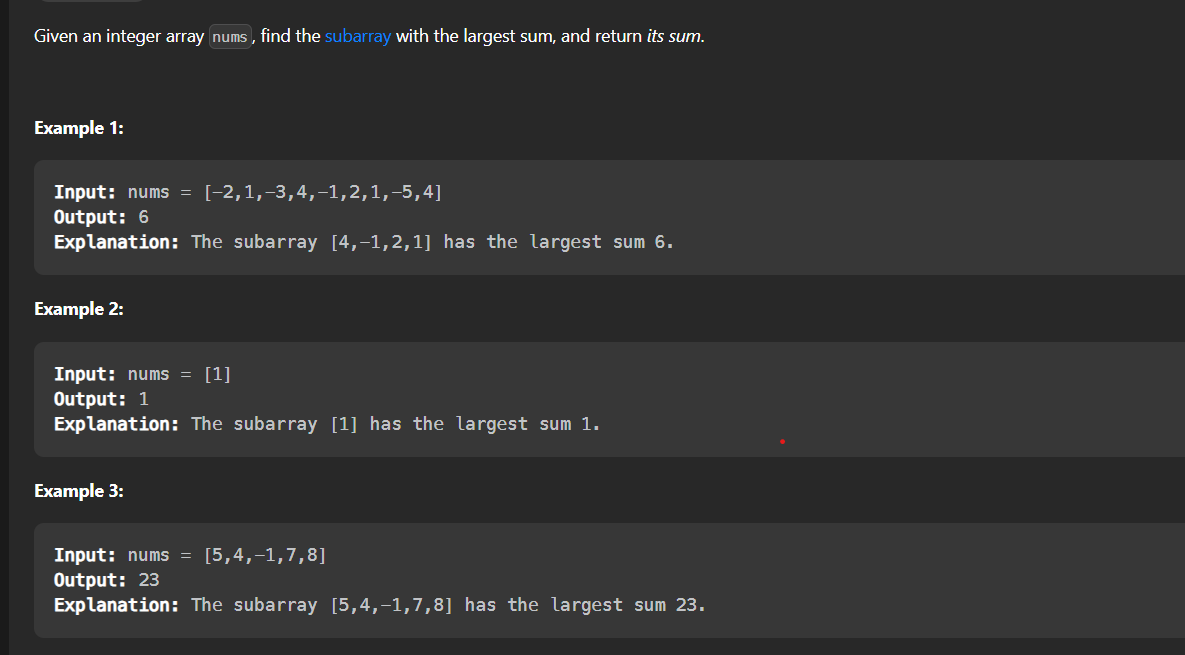 Given an integer array nums, find the subarray with the largest sum, and return its sum.
Example 1:
Input: nums = [−2,1,−3,4,−1,2,1,−5,4]
Output: 6
Explanation: The subarray [4,−1,2,1] has the largest sum 6.
Example 2:
Input: nums = [1]
Output: 1
Explanation: The subarray [1] has the largest sum 1.
Example 3:
Input: nums = [5,4,−1,7,8]
Output: 23
Explanation: The subarray [5,4,−1,7,8] has the largest sum 23.